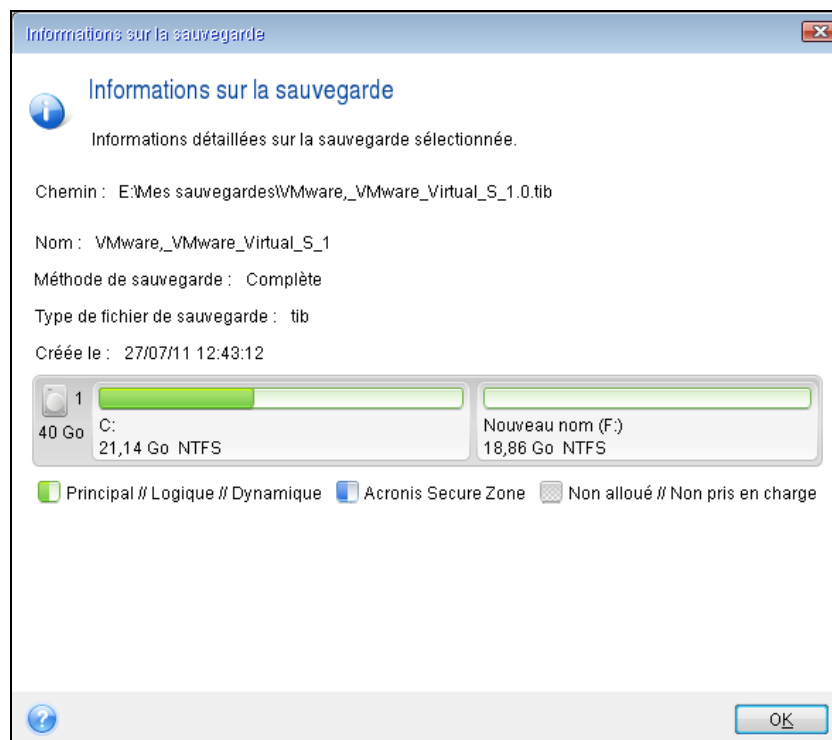 Informations sur la sauvegarde
Informations sur la sauvegarde
Informations détaillées sur la sauvegarde sélectionnée.
Chemin : E:\Mes sauvegardes\VMware,_VMware_Virtual_S_1.0.tib
Nom : VMware,_VMware_Virtual_S_1
Méthode de sauvegarde : Complète
Type de fichier de sauvegarde : tib
Créée le : 27/07/11 12:43:12
1
40 Go
C:
21,14 Go NTFS
Nouveau nom (F:)
18,86 Go NTFS
Principal // Logique // Dynamique Acronis Secure Zone Non alloué // Non pris en charge
OK